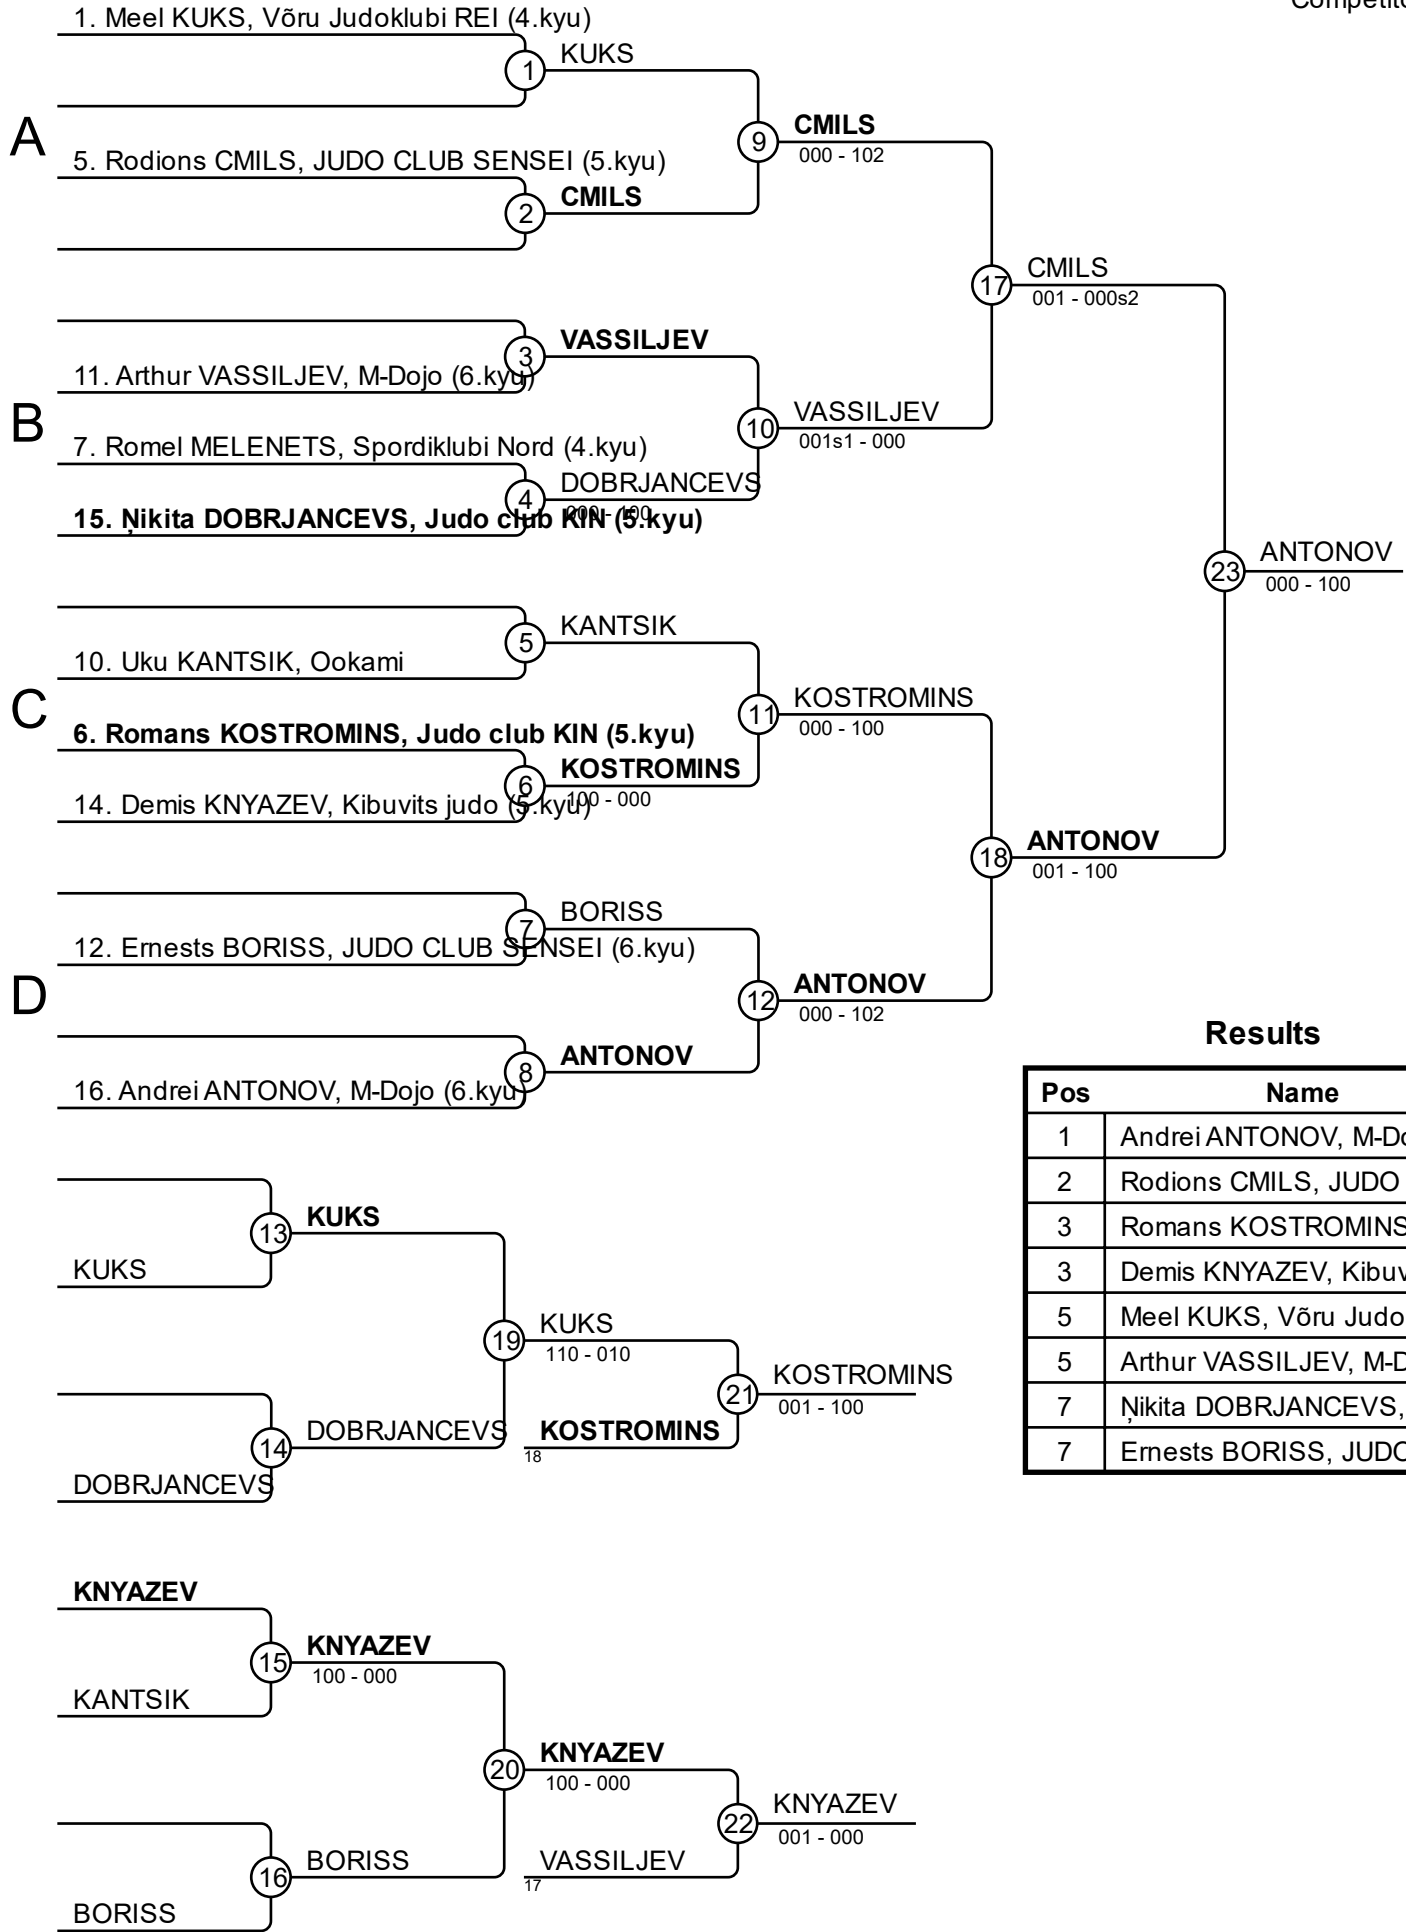 Competito
1. Meel KUKS, Võru Judoklubi REI (4.kyu)
1
KUKS
A
9
CMILS
000 - 102
5. Rodions CMILS, JUDO CLUB SENSEI (5.kyu)
2
CMILS
17
CMILS
001 - 000s2
3
VASSILJEV
11. Arthur VASSILJEV, M-Dojo (6.kyu)
B
10
VASSILJEV
001s1 - 000
7. Romel MELENETS, Spordiklubi Nord (4.kyu)
4
DOBRJANCEVS
000 - 100
15. Ņikita DOBRJANCEVS, Judo club KIN (5.kyu)
23
ANTONOV
000 - 100
5
KANTSIK
10. Uku KANTSIK, Ookami
C
11
KOSTROMINS
000 - 100
6. Romans KOSTROMINS, Judo club KIN (5.kyu)
6
KOSTROMINS
100 - 000
14. Demis KNYAZEV, Kibuvits judo (5.kyu)
18
ANTONOV
001 - 100
7
BORISS
12. Ernests BORISS, JUDO CLUB SENSEI (6.kyu)
D
12
ANTONOV
000 - 102
8
ANTONOV
16. Andrei ANTONOV, M-Dojo (6.kyu)
Results
Pos Name
1 Andrei ANTONOV, M-Do
2 Rodions CMILS, JUDO
3 Romans KOSTROMINS
3 Demis KNYAZEV, Kibuv
5 Meel KUKS, Võru Judo
5 Arthur VASSILJEV, M-D
7 Ņikita DOBRJANCEVS,
7 Ernests BORISS, JUDO
13
KUKS
KUKS
19
KUKS
110 - 010
21
KOSTROMINS
001 - 100
14
DOBRJANCEVS
KOSTROMINS
18
DOBRJANCEVS
KNYAZEV
15
KNYAZEV
100 - 000
KANTSIK
20
KNYAZEV
100 - 000
22
KNYAZEV
001 - 000
16
BORISS
VASSILJEV
17
BORISS